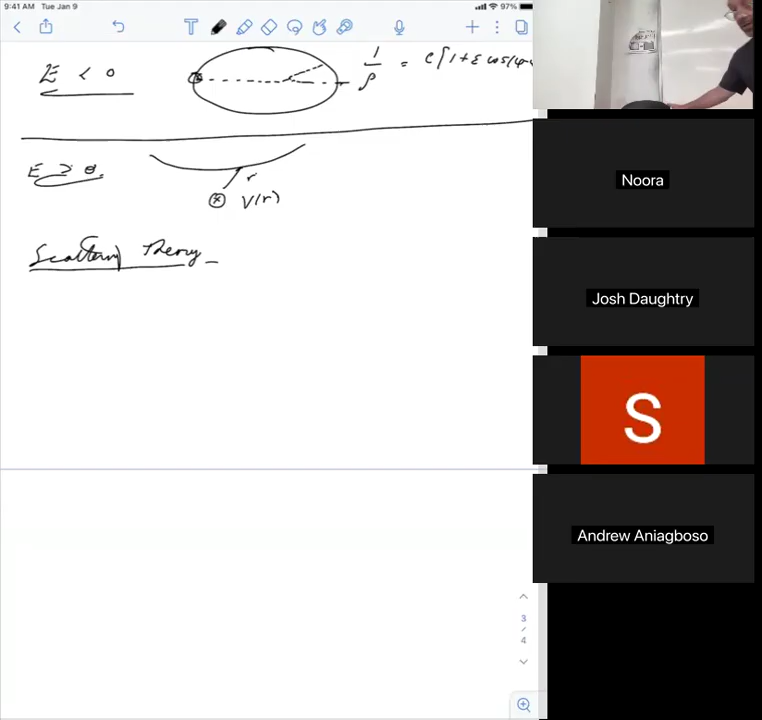 9:41 AM Tue Jan 9
97%
E < 0
1/ρ = c[1+ε cos(φ-
E ≥ 0.
r
V(r)
Scattering Theory
3
/
4
Noora
Josh Daughtry
S
Andrew Aniagboso